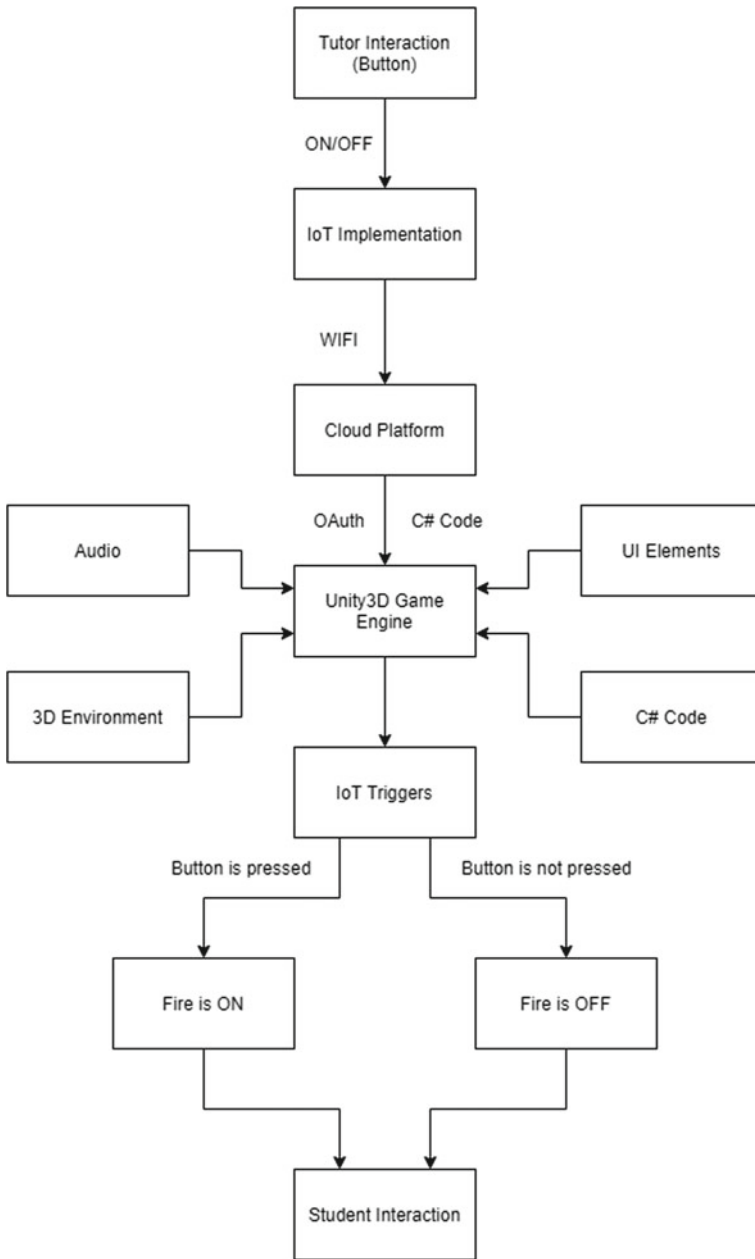 Tutor Interaction
(Button)
ON/OFF
IoT Implementation
WIFI
Cloud Platform
OAuth
C# Code
Audio
UI Elements
Unity3D Game
Engine
3D Environment
C# Code
IoT Triggers
Button is pressed
Button is not pressed
Fire is ON
Fire is OFF
Student Interaction